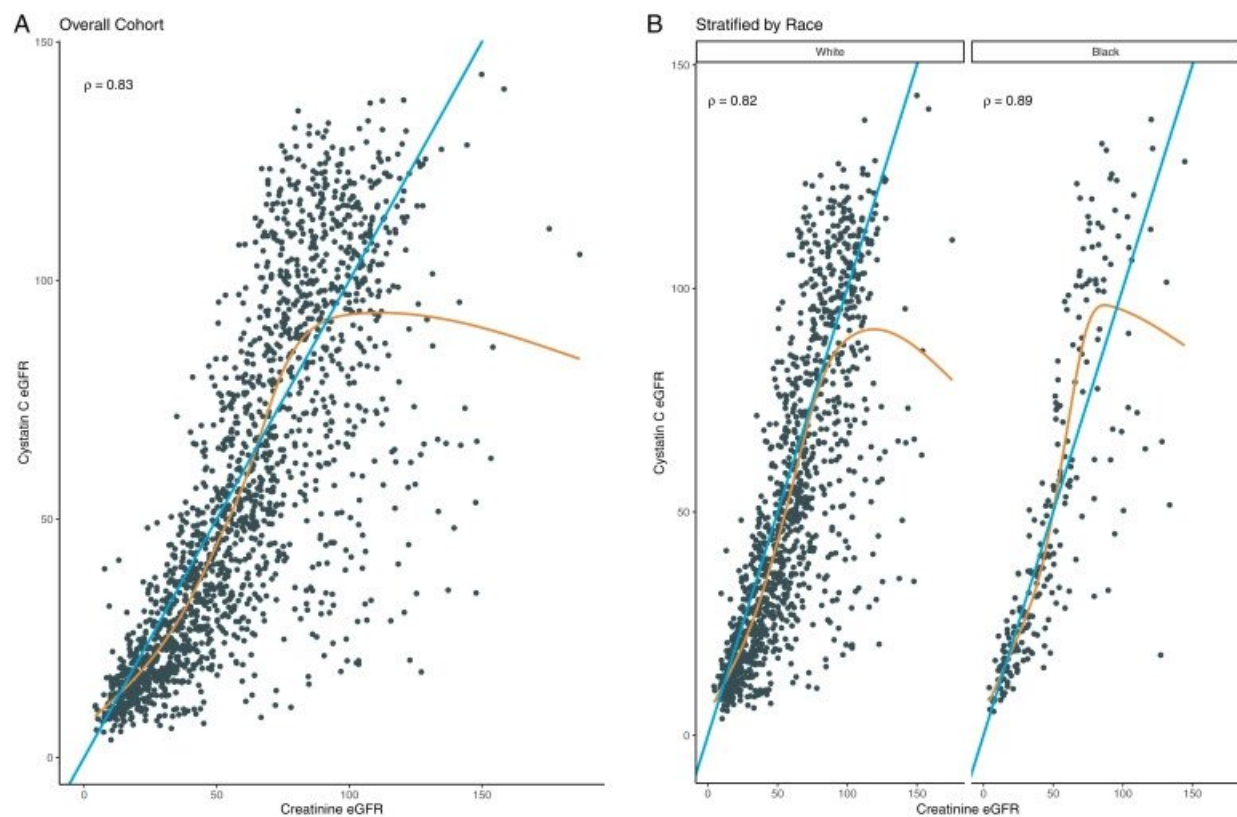 A Overall Cohort
150
100
50
0
ρ = 0.83
Cystatin C eGFR
0 50 100 150
Creatinine eGFR
B Stratified by Race
White Black
150
100
50
0
ρ = 0.82 ρ = 0.89
Cystatin C eGFR
0 50 100 150 0 50 100 150
Creatinine eGFR